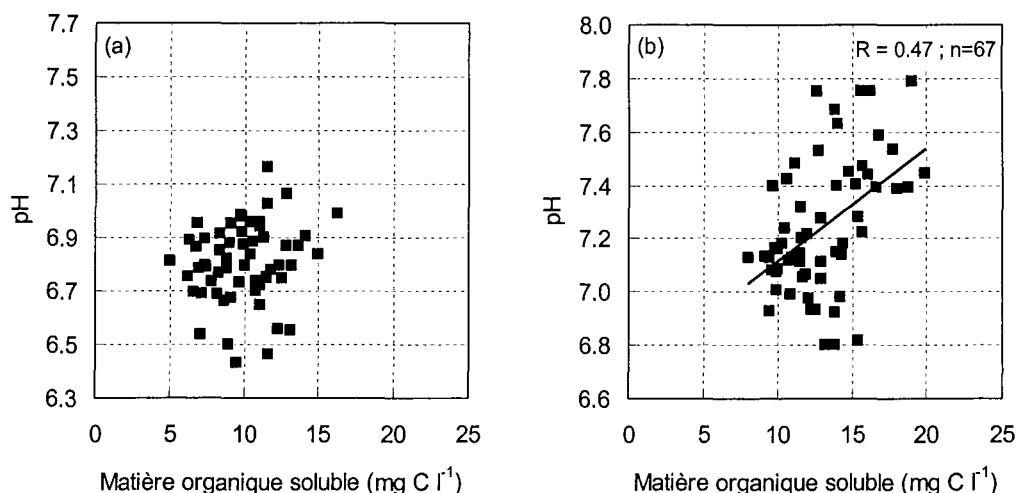 (a)
pH
7.7
7.5
7.3
7.1
6.9
6.7
6.5
6.3
0 5 10 15 20 25
Matière organique soluble (mg C l⁻¹)
(b)
R = 0.47 ; n=67
pH
8.0
7.8
7.6
7.4
7.2
7.0
6.8
6.6
0 5 10 15 20 25
Matière organique soluble (mg C l⁻¹)